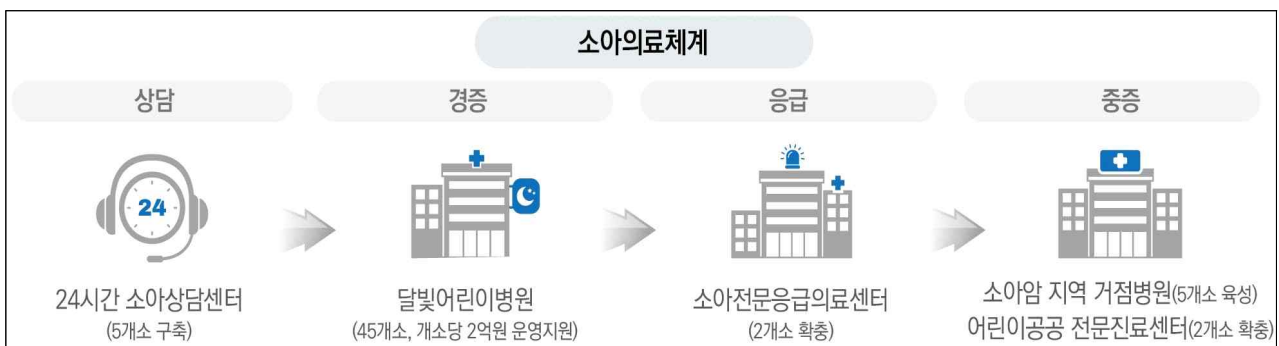 소아의료체계
상담
경증
응급
중증
24
24시간 소아상담센터
(5개소 구축)
달빛어린이병원
(45개소, 개소당 2억원 운영지원)
소아전문응급의료센터
(2개소 확충)
소아암 지역 거점병원(5개소 육성)
어린이공공 전문진료센터(2개소 확충)